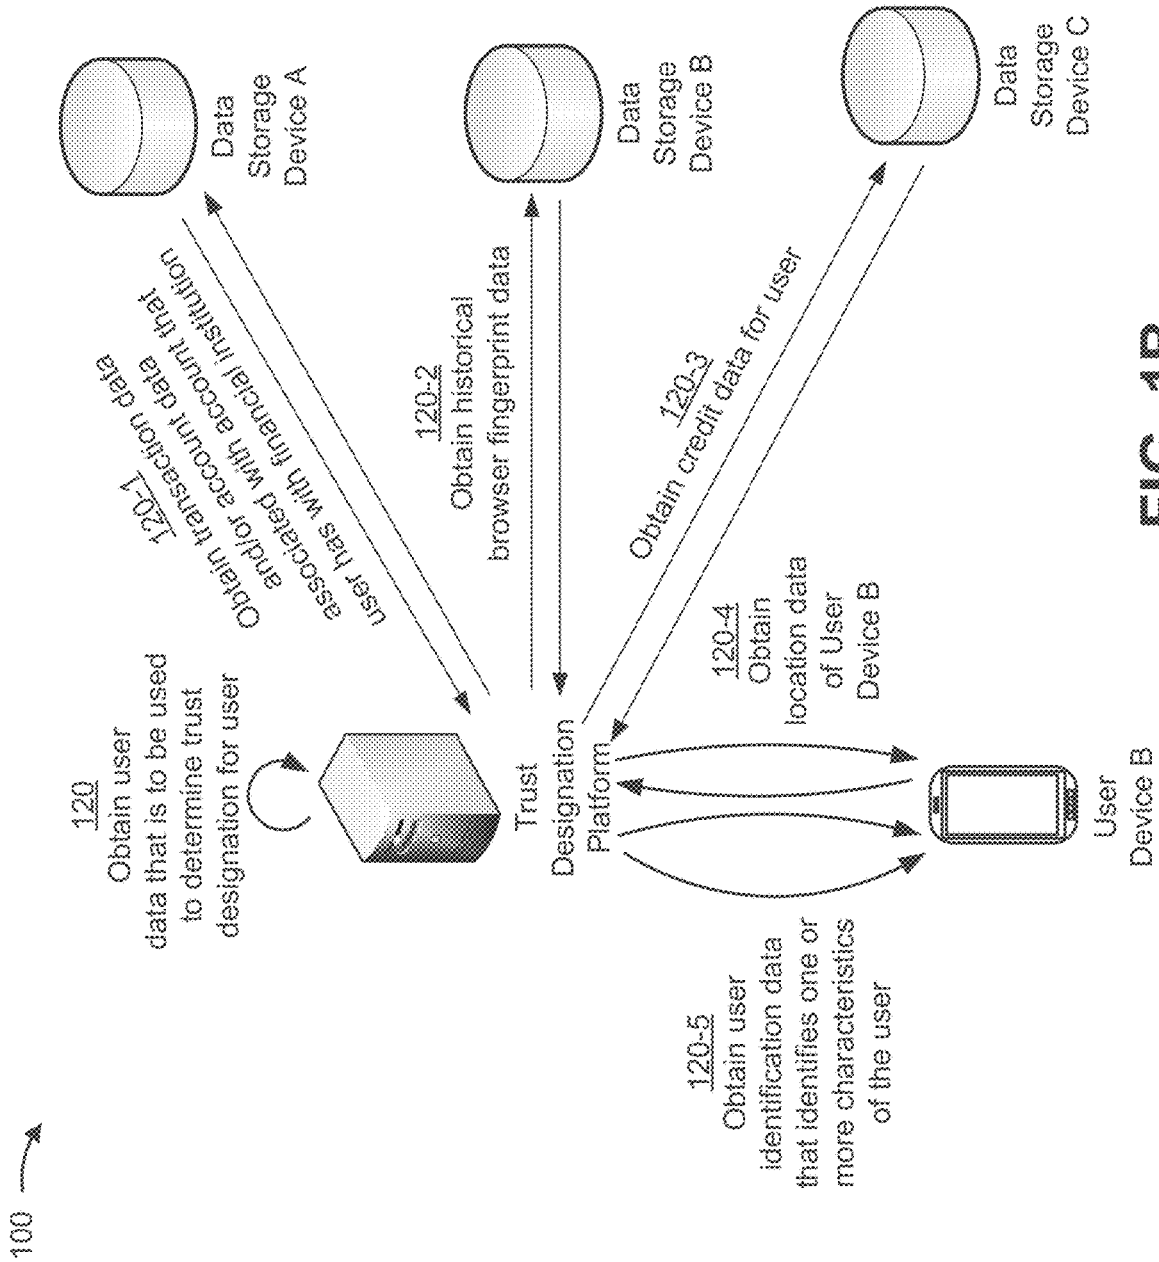 100
120
Obtain user
data that is to be used
to determine trust
designation for user
Trust
Designation
Platform
120-1
Obtain transaction data
and/or account data
associated with account that
user has with financial institution
Data
Storage
Device A
120-2
Obtain historical
browser fingerprint data
Data
Storage
Device B
120-3
Obtain credit data for user
Data
Storage
Device C
120-4
Obtain
location data
of User
Device B
120-5
Obtain user
identification data
that identifies one or
more characteristics
of the user
User
Device B
FIG. 1B